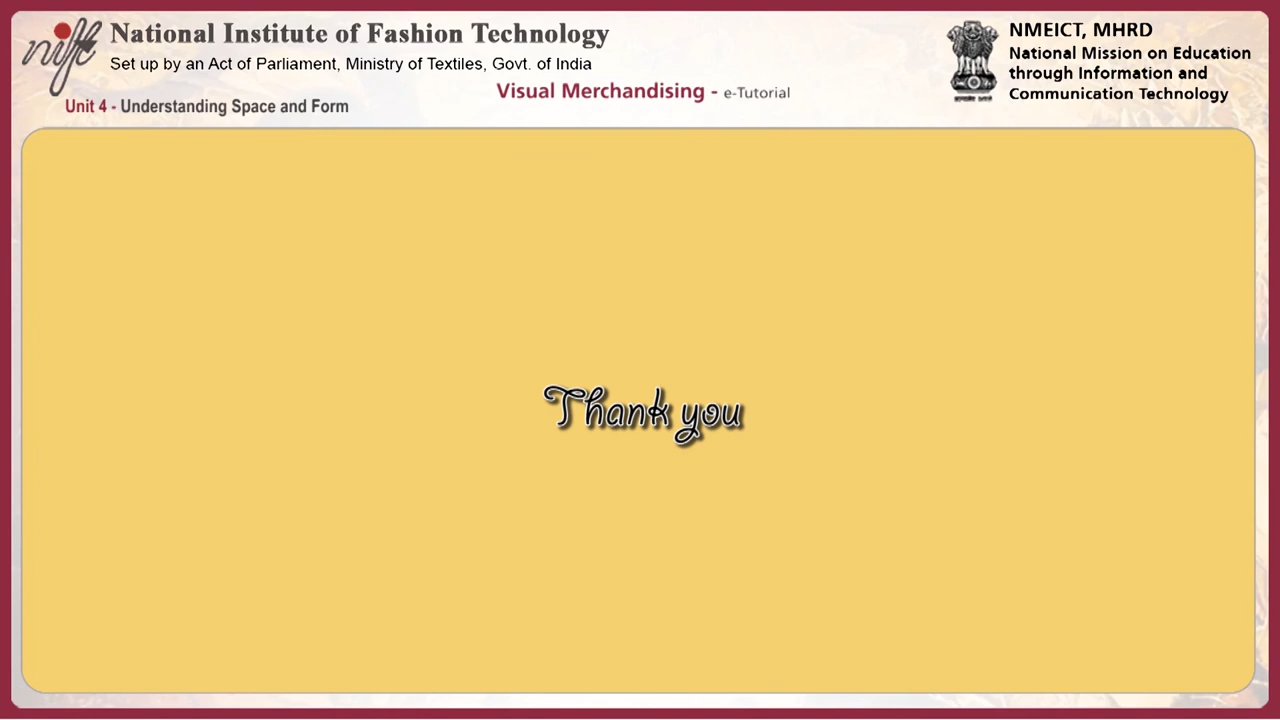 nift
National Institute of Fashion Technology
Set up by an Act of Parliament, Ministry of Textiles, Govt. of India
Unit 4 - Understanding Space and Form
Visual Merchandising - e-Tutorial
NMEICT, MHRD
National Mission on Education
through Information and
Communication Technology
Thank you